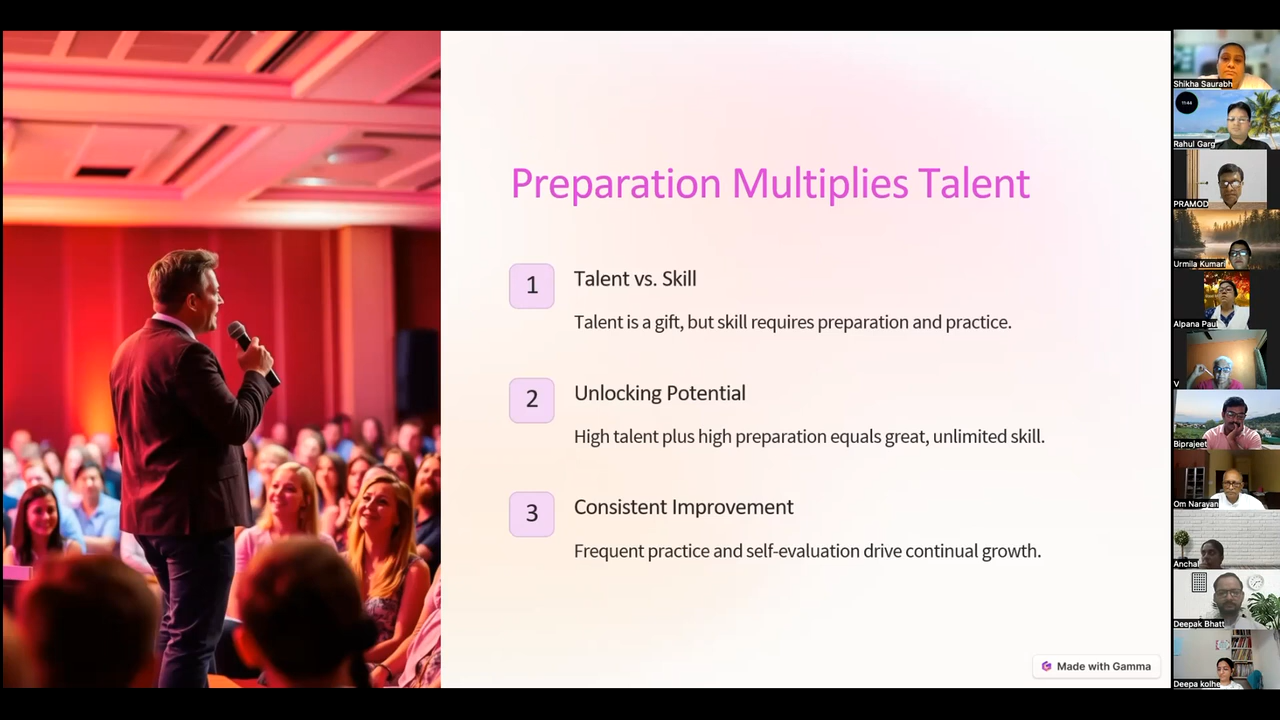 Preparation Multiplies Talent
1
Talent vs. Skill
Talent is a gift, but skill requires preparation and practice.
2
Unlocking Potential
High talent plus high preparation equals great, unlimited skill.
3
Consistent Improvement
Frequent practice and self-evaluation drive continual growth.
Made with Gamma
Shikha Saurabh
11:44
Rahul Garg
PRAMOD
Urmila Kumari
Alpana Paul
V
Biprajeet
Om Narayan
Anchal
Deepak Bhatt
Deepa kolhe